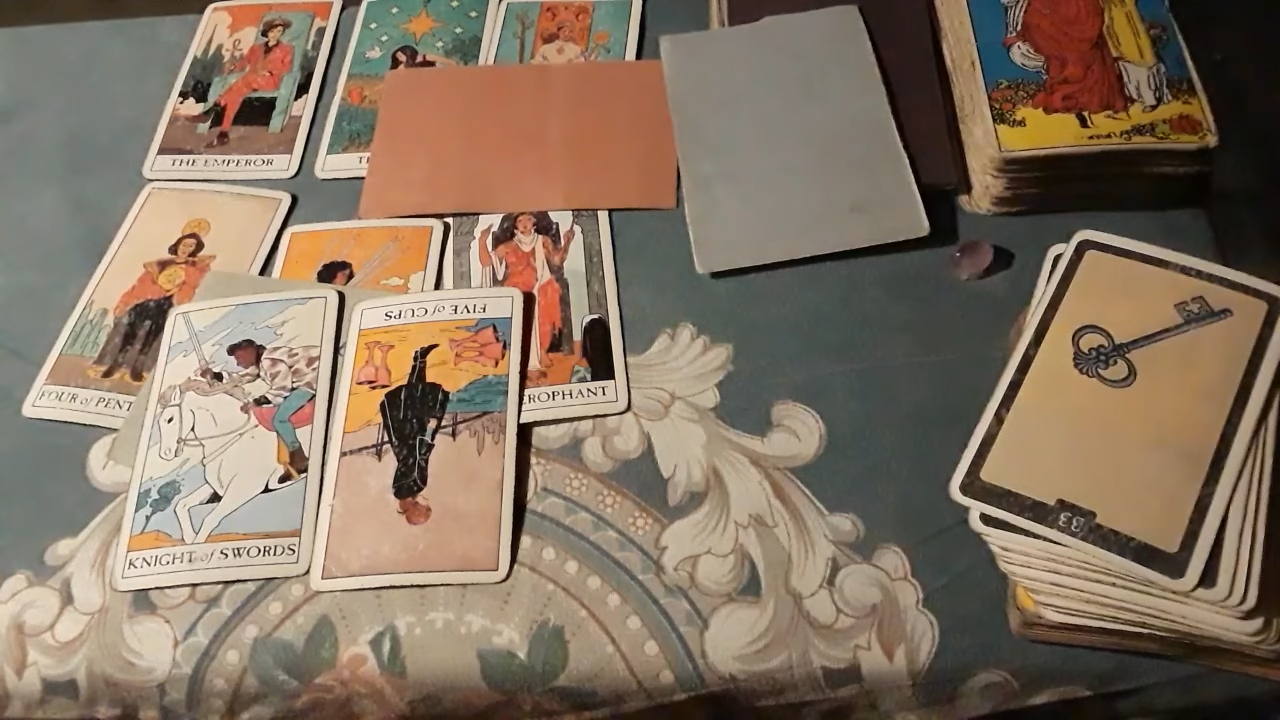 THE EMPEROR
FOUR of PENT
EROPHANT
FIVE of CUPS
KNIGHT of SWORDS
33